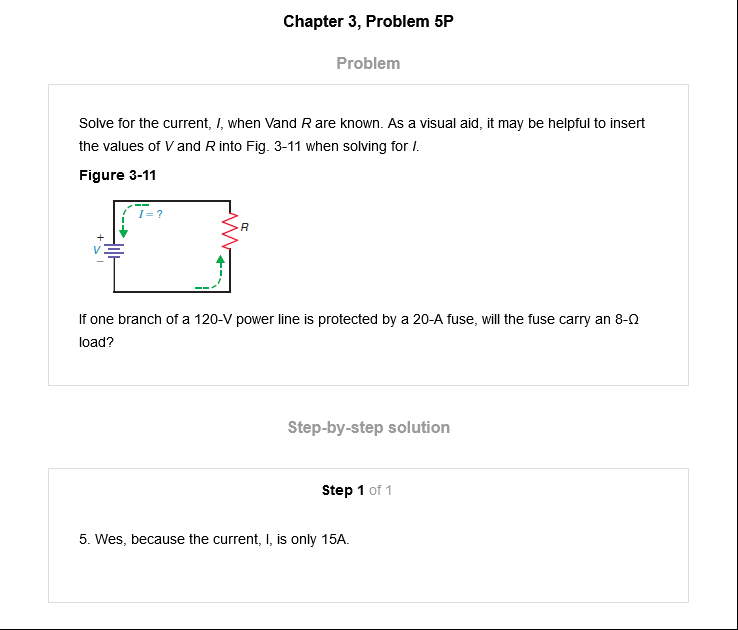 Chapter 3, Problem 5P
Problem
Solve for the current, I, when Vand R are known. As a visual aid, it may be helpful to insert
the values of V and R into Fig. 3-11 when solving for I.
Figure 3-11
I = ?
+
V
−
R
If one branch of a 120-V power line is protected by a 20-A fuse, will the fuse carry an 8-Ω
load?
Step-by-step solution
Step 1 of 1
5. Wes, because the current, I, is only 15A.